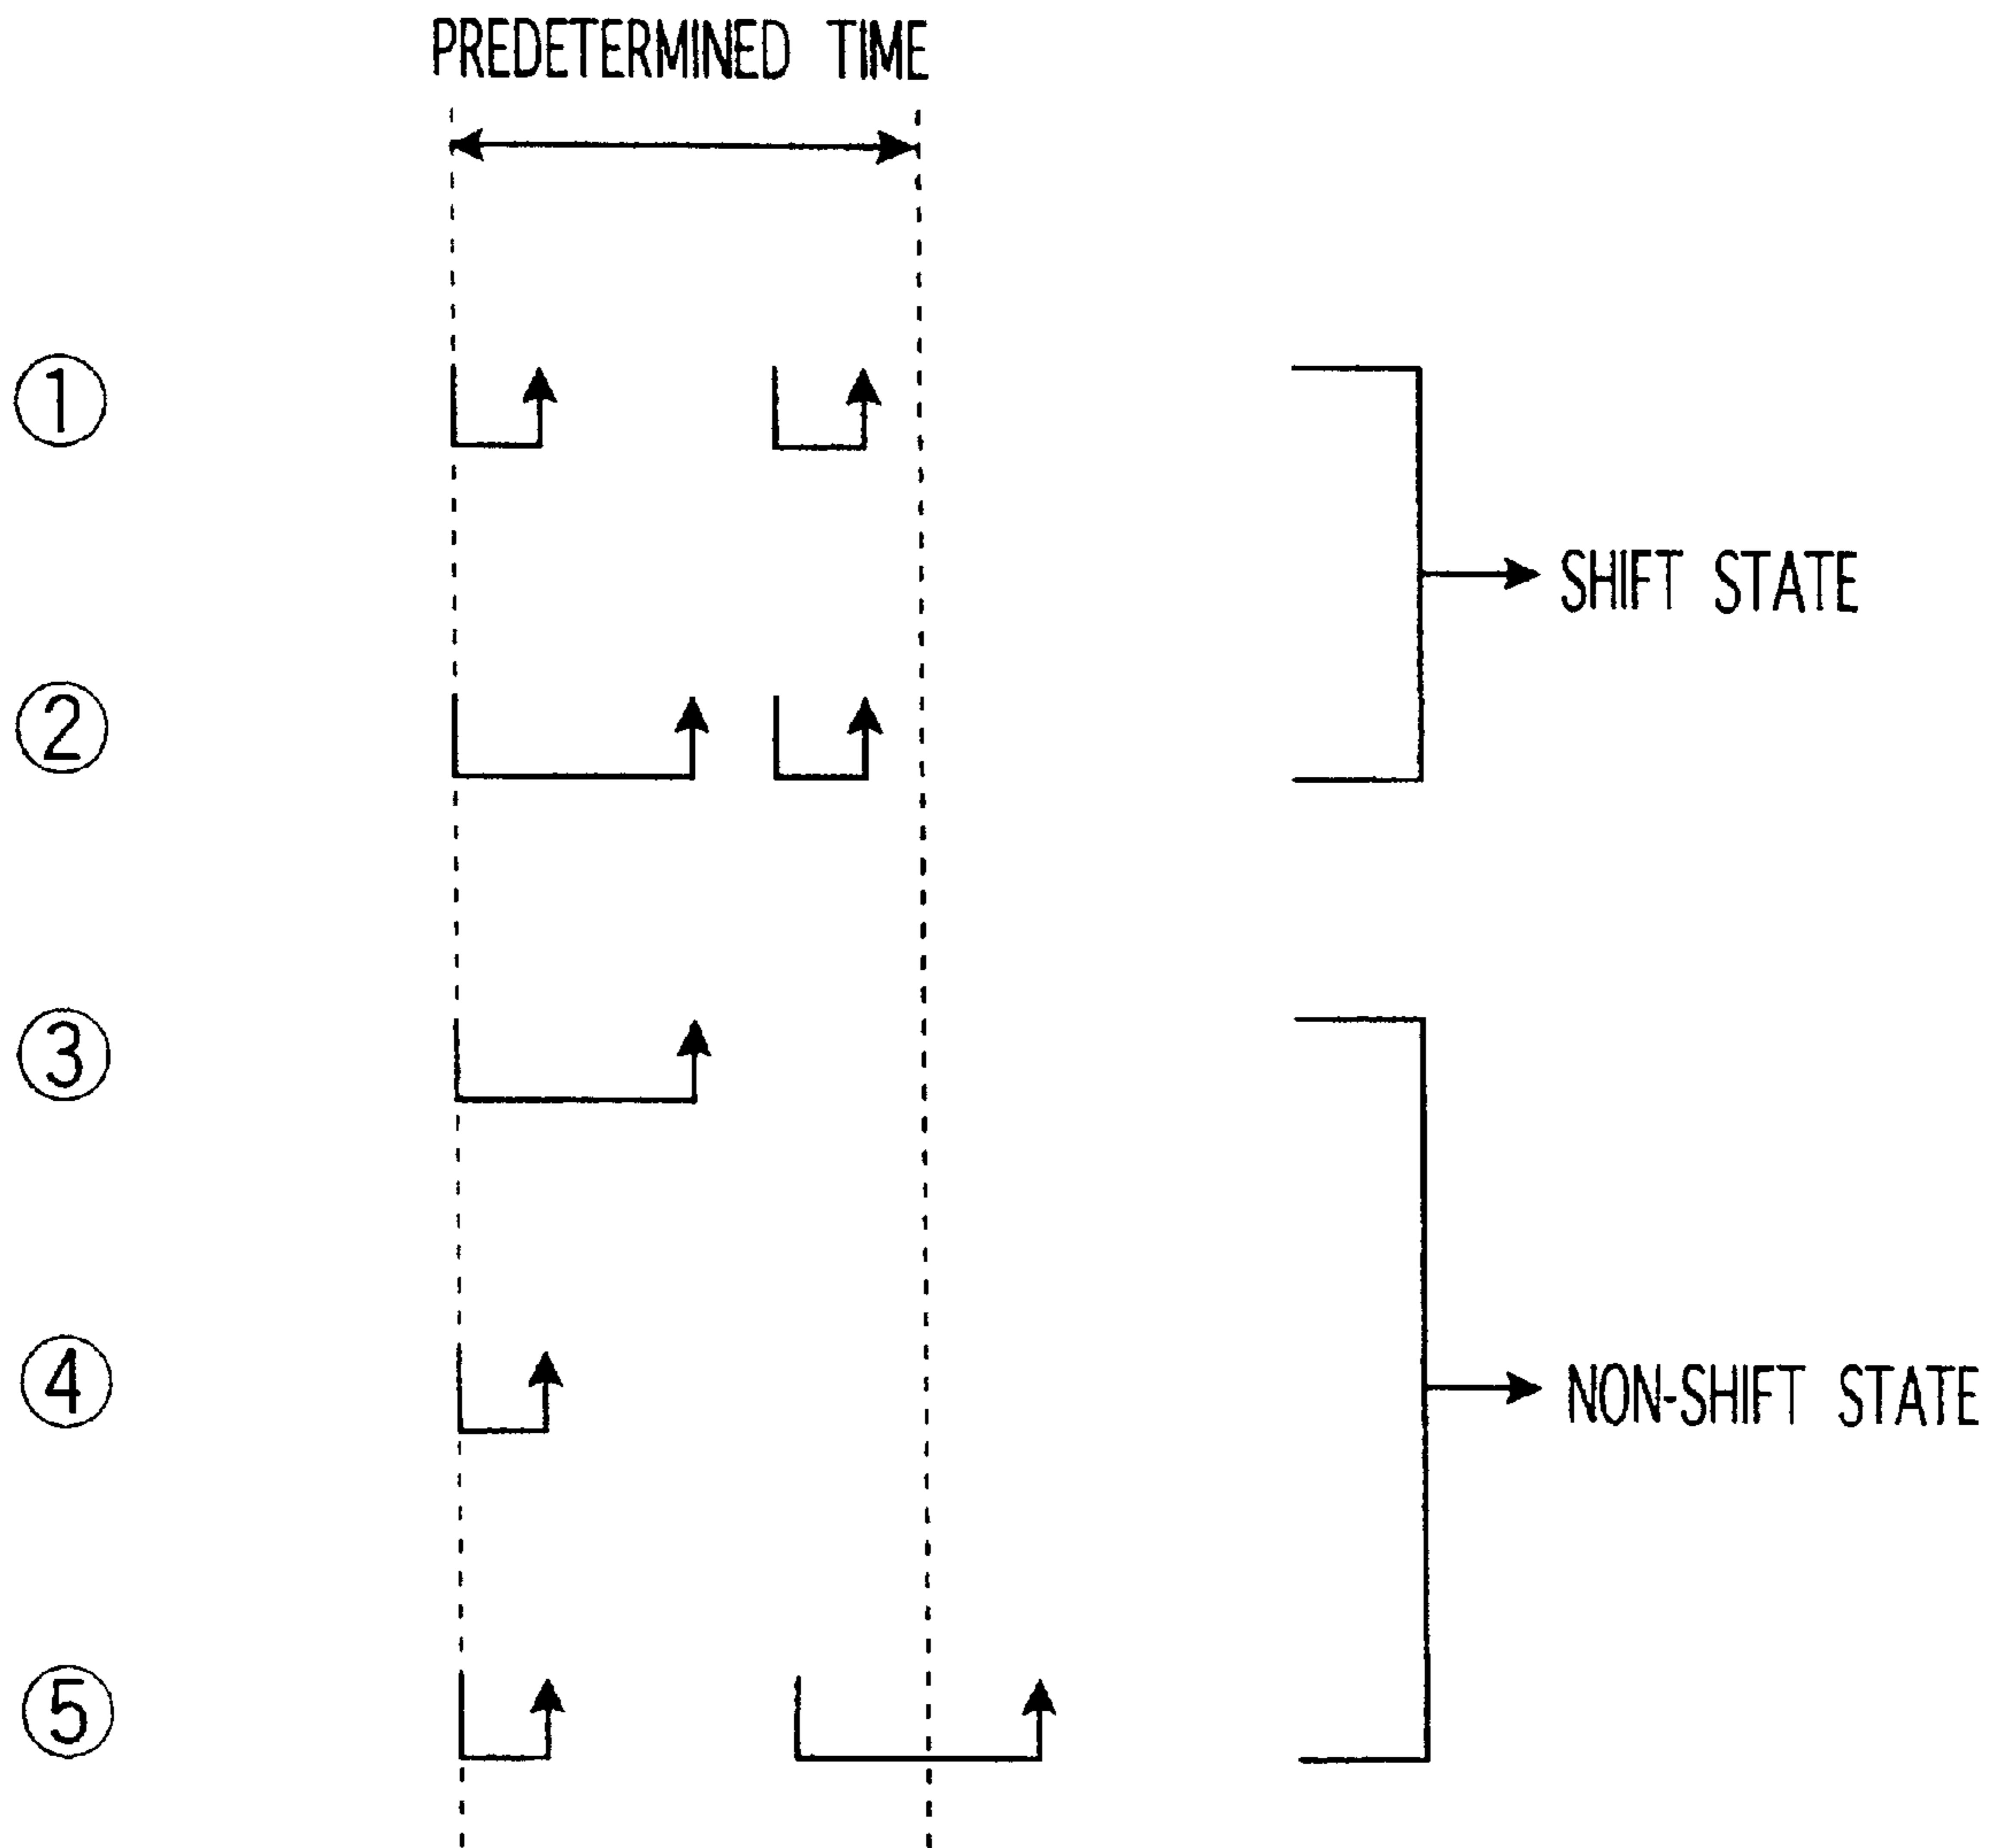 PREDETERMINED TIME
①
SHIFT STATE
②
③
④
NON-SHIFT STATE
⑤